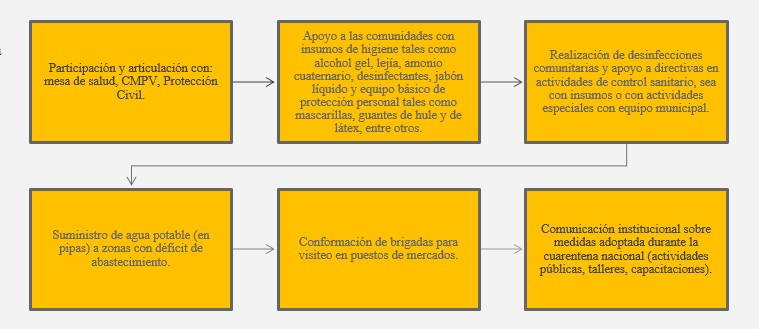 Participación y articulación con:
mesa de salud, CMPV, Protección
Civil.
Apoyo a las comunidades con
insumos de higiene tales como
alcohol gel, lejía, amonio
cuaternario, desinfectantes, jabón
líquido y equipo básico de
protección personal tales como
mascarillas, guantes de hule y de
látex, entre otros.
Realización de desinfecciones
comunitarias y apoyo a directivas en
actividades de control sanitario, sea
con insumos o con actividades
especiales con equipo municipal.
Suministro de agua potable (en
pipas) a zonas con déficit de
abastecimiento.
Conformación de brigadas para
visiteo en puestos de mercados.
Comunicación institucional sobre
medidas adoptada durante la
cuarentena nacional (actividades
públicas, talleres, capacitaciones).